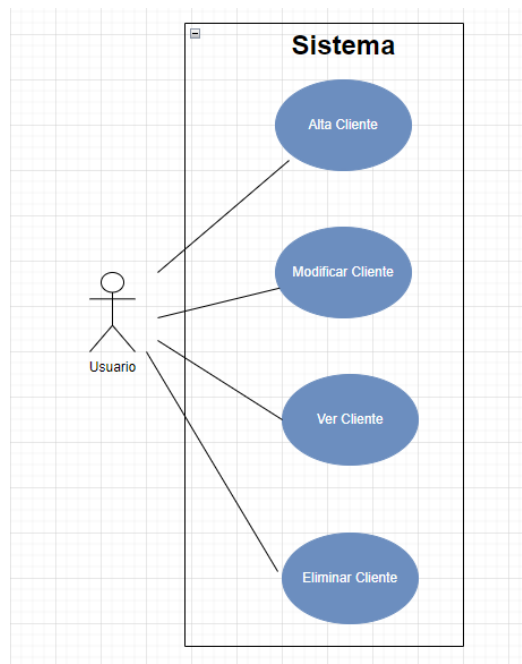 Sistema
Alta Cliente
Modificar Cliente
Usuario
Ver Cliente
Eliminar Cliente